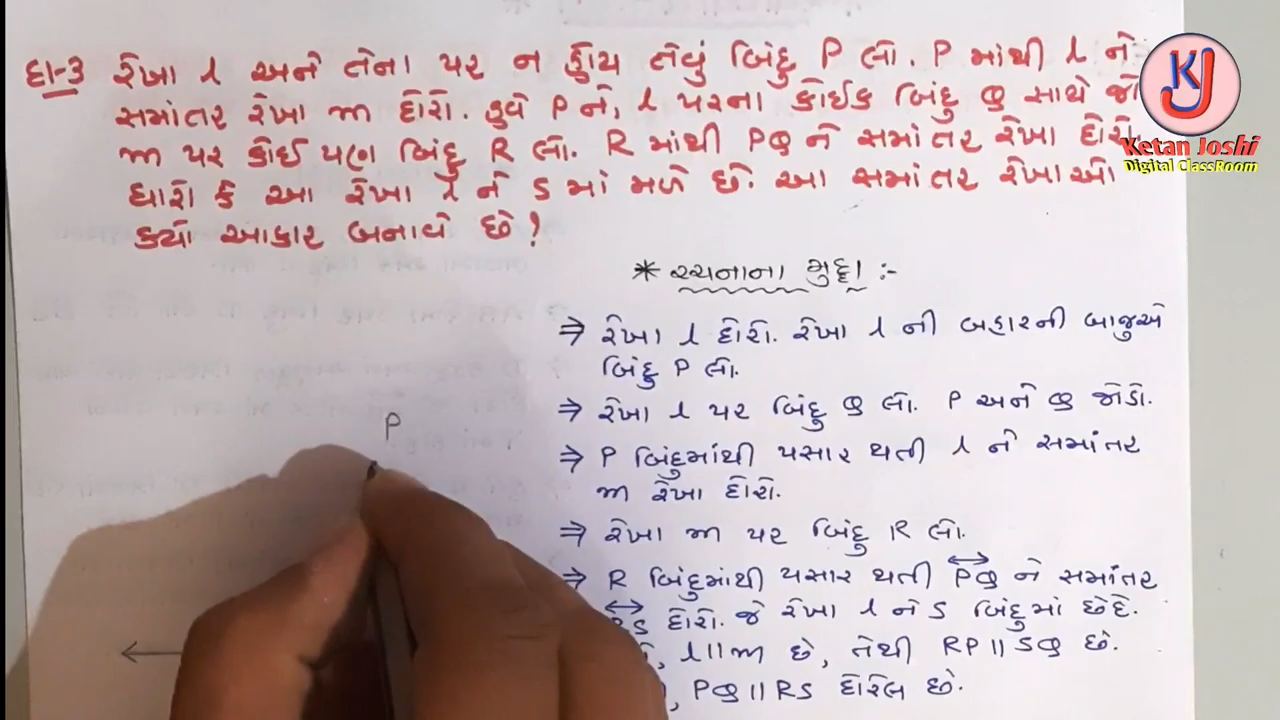 દા-3 રેખા l અને તેના પર ન હોય તેવું બિંદુ P લો. P માંથી l ને
સમાંતર રેખા m દોરો. હવે P ને, l પરના કોઈક બિંદુ Q સાથે જો
m પર કોઈ પણ બિંદુ R લો. R માંથી PQ ને સમાંતર રેખા દોરો.
ધારો કે આ રેખા l ને S માં મળે છે. આ સમાંતર રેખાઓ
કયો આકાર બનાવે છે?
KJ
Ketan Joshi
Digital ClassRoom
* રચનાના મુદ્દા :-
⇒ રેખા l દોરો. રેખા l ની બહારની બાજુએ
બિંદુ P લો.
⇒ રેખા l પર બિંદુ Q લો. P અને Q જોડો.
⇒ P બિંદુમાંથી પસાર થતી l ને સમાંતર
m રેખા દોરો.
⇒ રેખા m પર બિંદુ R લો.
⇒ R બિંદુમાંથી પસાર થતી PQ ને સમાંતર
RS દોરો. જે રેખા l ને S બિંદુમાં છેદે.
l || m છે, તેથી RP || SQ છે.
PQ || RS દોરેલ છે.
P